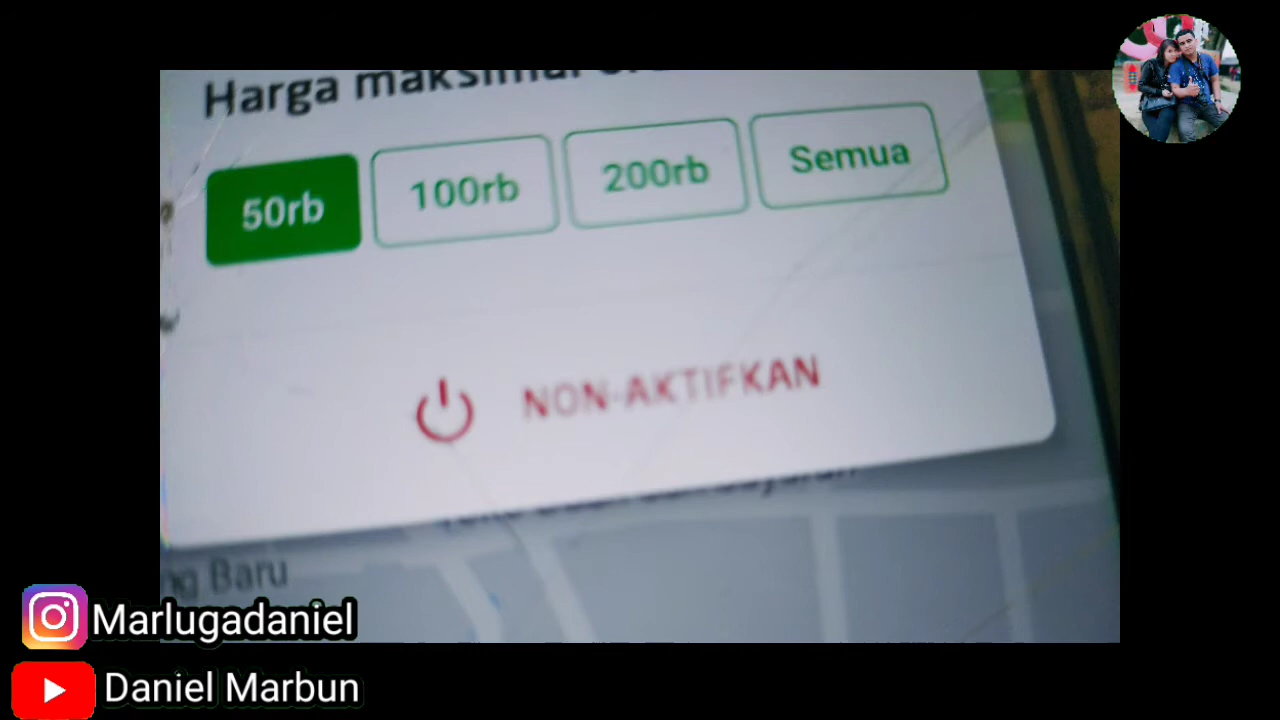 Harga maksimal
50rb 100rb 200rb Semua
NON-AKTIFKAN
Baru
Marlugadaniel
Daniel Marbun